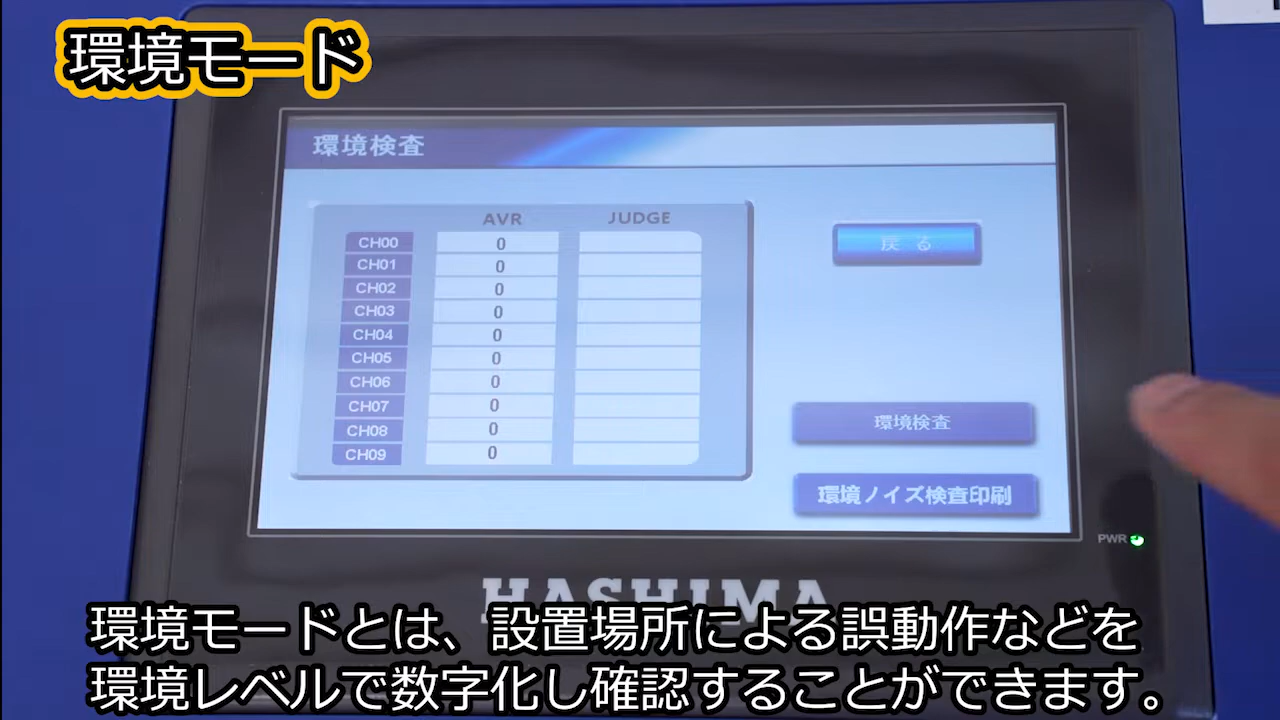 環境モード
環境検査
AVR JUDGE
CH00 0
CH01 0
CH02 0
CH03 0
CH04 0
CH05 0
CH06 0
CH07 0
CH08 0
CH09 0
戻る
環境検査
環境ノイズ検査印刷
PWR
HASHIMA
環境モードとは、設置場所による誤動作などを
環境レベルで数字化し確認することができます。